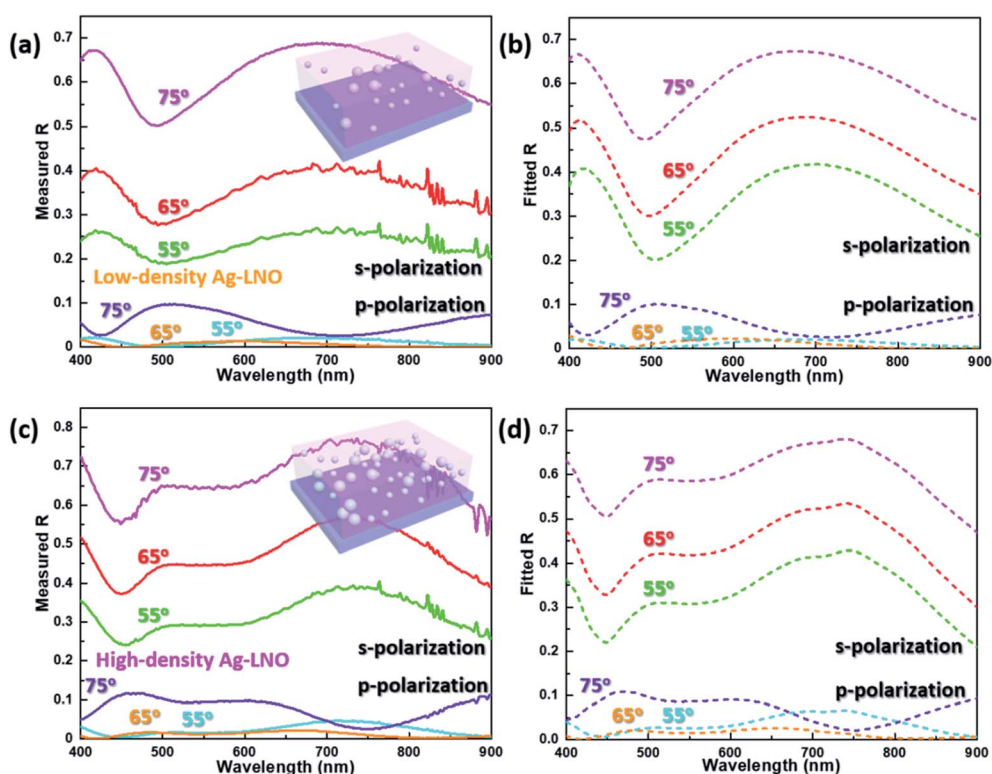 (a)
Measured R
0.7
0.6
0.5
0.4
0.3
0.2
0.1
0
75°
65°
55°
Low-density Ag-LNO
s-polarization
p-polarization
75°
65°
55°
400 500 600 700 800 900
Wavelength (nm)
(b)
Fitted R
0.7
0.6
0.5
0.4
0.3
0.2
0.1
0
75°
65°
55°
s-polarization
p-polarization
75°
65°
55°
400 500 600 700 800 900
Wavelength (nm)
(c)
Measured R
0.8
0.7
0.6
0.5
0.4
0.3
0.2
0.1
0
75°
65°
55°
s-polarization
High-density Ag-LNO
p-polarization
75°
65°
55°
400 500 600 700 800 900
Wavelength (nm)
(d)
Fitted R
0.7
0.6
0.5
0.4
0.3
0.2
0.1
0.0
75°
65°
55°
s-polarization
p-polarization
75°
65°
55°
400 500 600 700 800 900
Wavelength (nm)